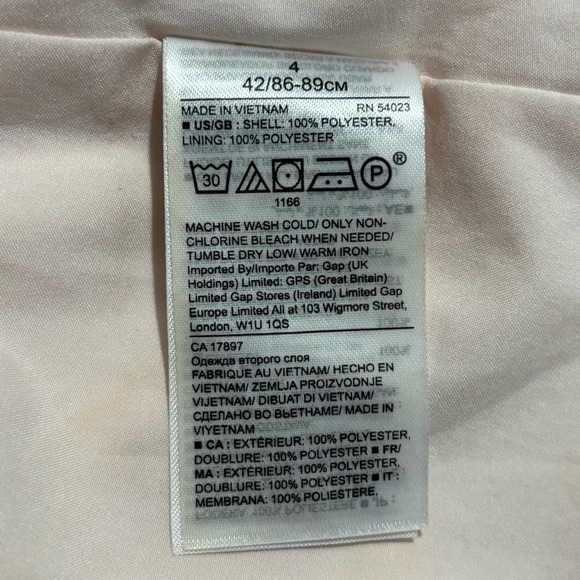 4
42/86-89CM
MADE IN VIETNAM RN 54023
■ US/GB : SHELL: 100% POLYESTER,
LINING: 100% POLYESTER
30 P ®
1166
MACHINE WASH COLD/ ONLY NON-
CHLORINE BLEACH WHEN NEEDED/
TUMBLE DRY LOW/ WARM IRON
Imported By/Importe Par: Gap (UK
Holdings) Limited: GPS (Great Britain)
Limited Gap Stores (Ireland) Limited Gap
Europe Limited All at 103 Wigmore Street,
London, W1U 1QS
CA 17897
Одежда второго слоя
FABRIQUE AU VIETNAM/ HECHO EN
VIETNAM/ ZEMLJA PROIZVODNJE
VIJETNAM/ DIBUAT DI VIETNAM/
СДЕЛАНО ВО ВЬЕТНАМЕ/ MADE IN
VIYETNAM
■ CA : EXTÉRIEUR: 100% POLYESTER,
DOUBLURE: 100% POLYESTER ■ FR/
MA : EXTÉRIEUR: 100% POLYESTER,
DOUBLURE: 100% POLYESTER ■ IT :
MEMBRANA: 100% POLIESTERE,